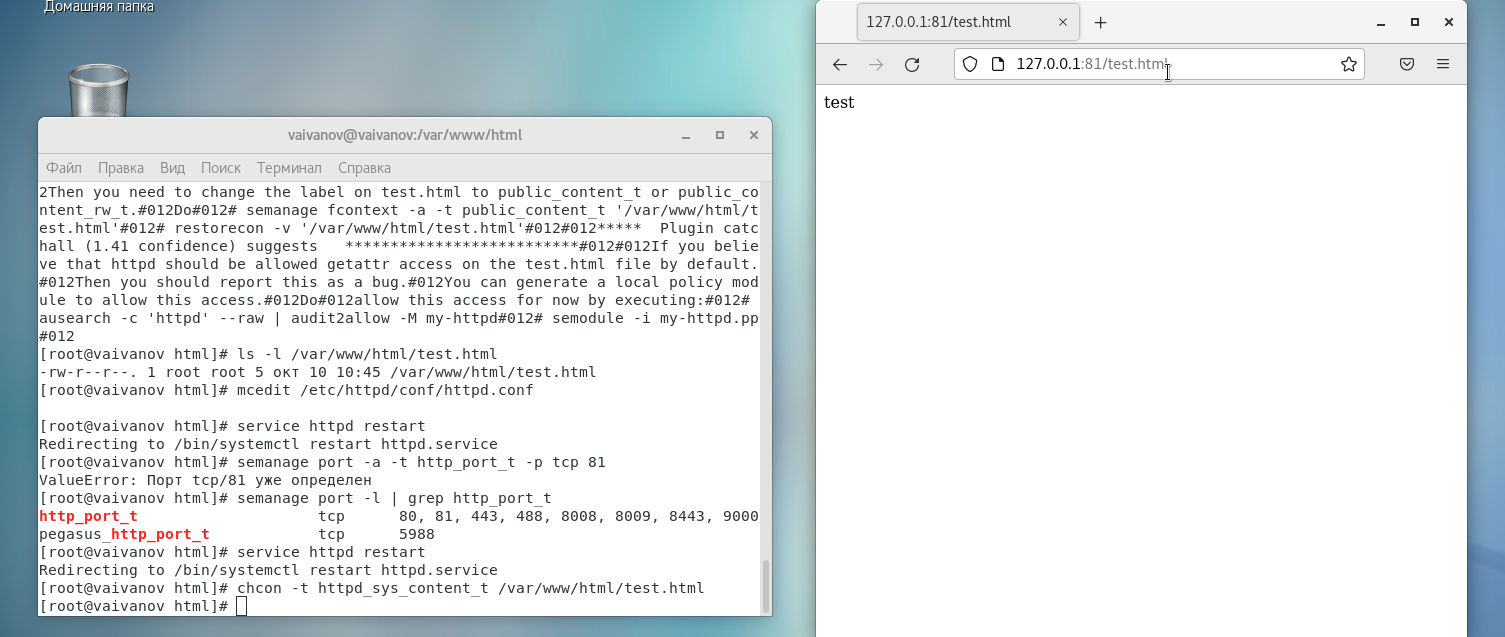 Домашняя папка
vaivanov@vaivanov:/var/www/html
Файл Правка Вид Поиск Терминал Справка
2Then you need to change the label on test.html to public_content_t or public_co
ntent_rw_t.#012Do#012# semanage fcontext -a -t public_content_t '/var/www/html/t
est.html'#012# restorecon -v '/var/www/html/test.html'#012#012*****  Plugin catc
hall (1.41 confidence) suggests   **************************#012#012If you belie
ve that httpd should be allowed getattr access on the test.html file by default.
#012Then you should report this as a bug.#012You can generate a local policy mod
ule to allow this access.#012Do#012allow this access for now by executing:#012#
ausearch -c 'httpd' --raw | audit2allow -M my-httpd#012# semodule -i my-httpd.pp
#012
[root@vaivanov html]# ls -l /var/www/html/test.html
-rw-r--r--. 1 root root 5 окт 10 10:45 /var/www/html/test.html
[root@vaivanov html]# mcedit /etc/httpd/conf/httpd.conf
[root@vaivanov html]# service httpd restart
Redirecting to /bin/systemctl restart httpd.service
[root@vaivanov html]# semanage port -a -t http_port_t -p tcp 81
ValueError: Порт tcp/81 уже определен
[root@vaivanov html]# semanage port -l | grep http_port_t
http_port_t                    tcp      80, 81, 443, 488, 8008, 8009, 8443, 9000
pegasus_http_port_t            tcp      5988
[root@vaivanov html]# service httpd restart
Redirecting to /bin/systemctl restart httpd.service
[root@vaivanov html]# chcon -t httpd_sys_content_t /var/www/html/test.html
[root@vaivanov html]#
127.0.0.1:81/test.html
127.0.0.1:81/test.html
test